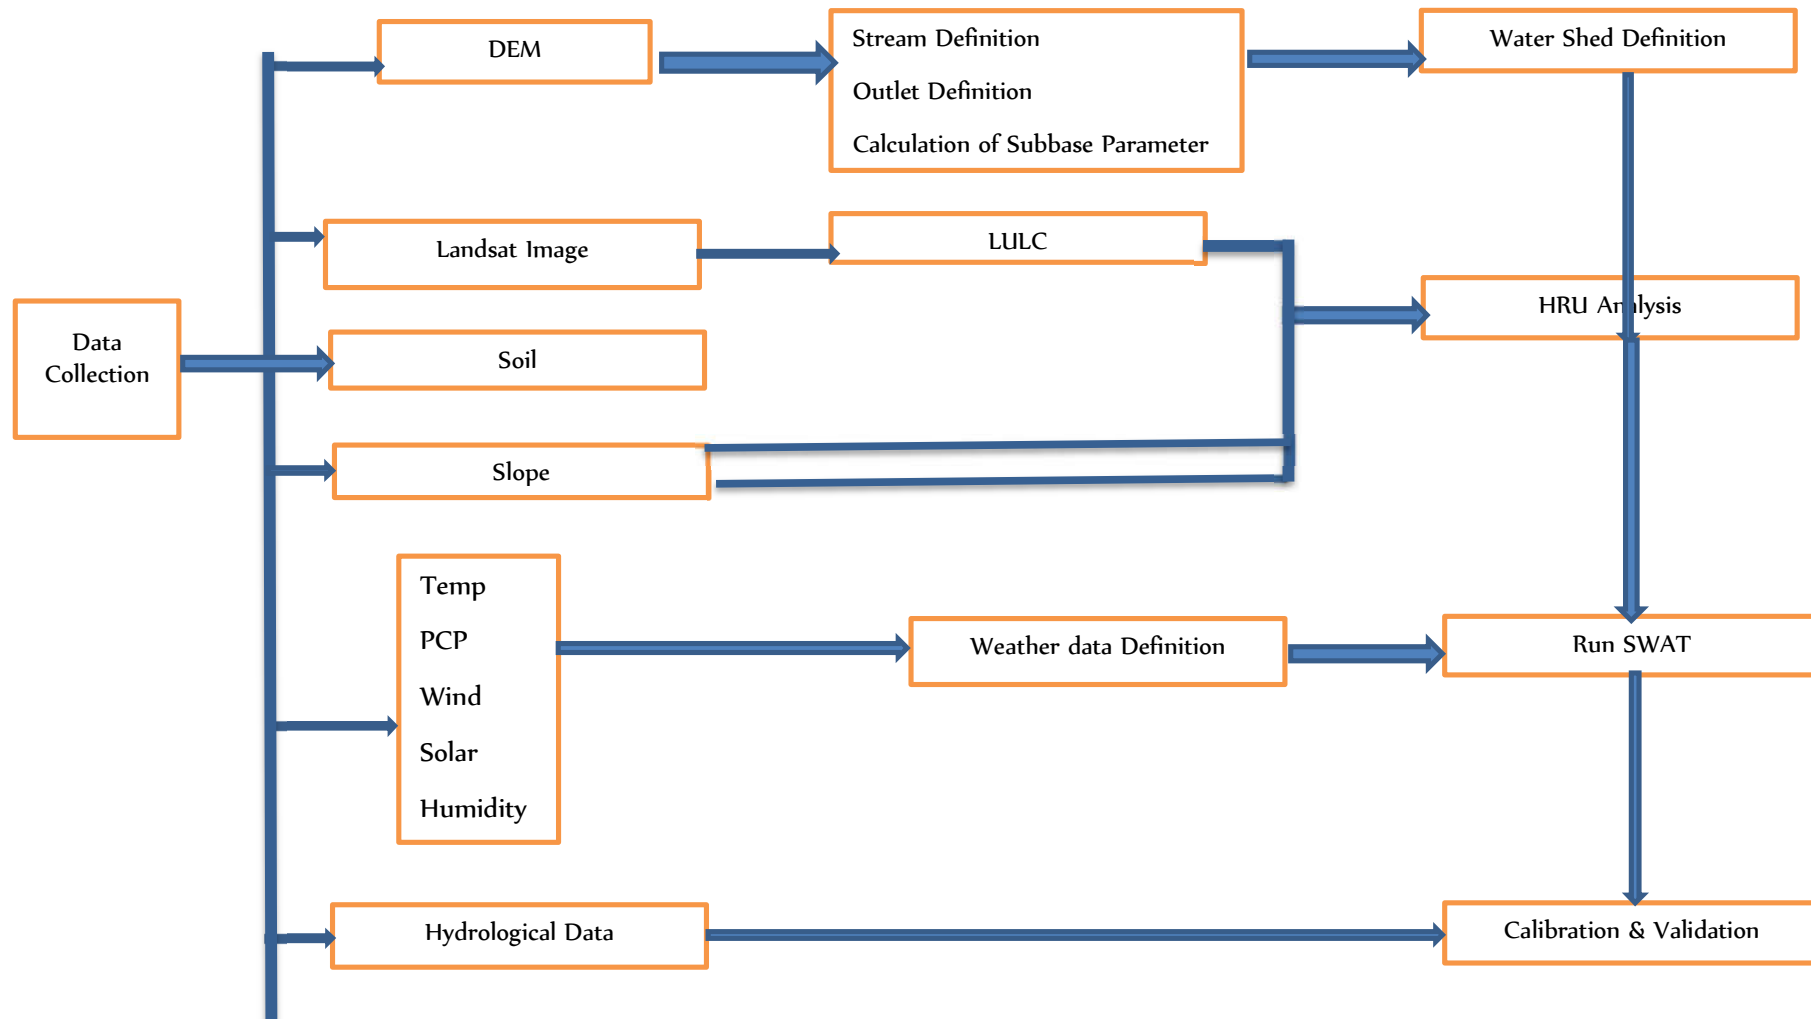 DEM
Stream Definition
Outlet Definition
Calculation of Subbase Parameter
Water Shed Definition
Landsat Image
LULC
HRU Analysis
Data
Collection
Soil
Slope
Temp
PCP
Wind
Solar
Humidity
Weather data Definition
Run SWAT
Hydrological Data
Calibration & Validation